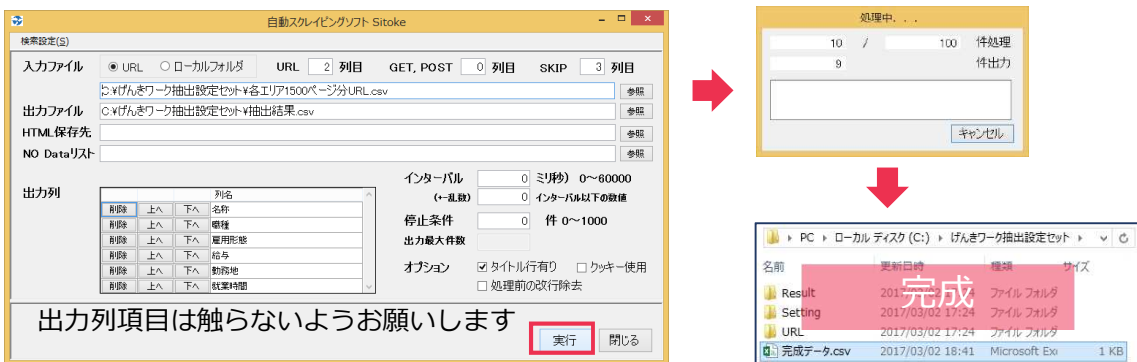 自動スクレイピングソフト Sitoke
検索設定(S)
入力ファイル ● URL ○ ローカルフォルダ URL 2 列目 GET, POST 0 列目 SKIP 3 列目
C:¥げんきワーク抽出設定セット¥各エリア1500ページ分URL.csv 参照
出力ファイル C:¥げんきワーク抽出設定セット¥抽出結果.csv 参照
HTML保存先 参照
NO Dataリスト 参照
出力列
列名
削除 上へ 下へ 名称
削除 上へ 下へ 職種
削除 上へ 下へ 雇用形態
削除 上へ 下へ 給与
削除 上へ 下へ 勤務地
削除 上へ 下へ 就業時間
インターバル 0 ミリ秒) 0～60000
(+-乱数) 0 インターバル以下の数値
停止条件 0 件 0～1000
出力最大件数
オプション ☑ タイトル行有り □ クッキー使用
□ 処理前の改行除去
出力列項目は触らないようお願いします
実行 閉じる
処理中. . .
10 / 100 件処理
9 件出力
キャンセル
PC ローカル ディスク (C:) げんきワーク抽出設定セット
名前 更新日時 種類 サイズ
完成
Result 2017/03/02 17:24 ファイル フォルダ
Setting 2017/03/02 17:24 ファイル フォルダ
URL 2017/03/02 17:24 ファイル フォルダ
完成データ.csv 2017/03/02 18:41 Microsoft Exc 1 KB